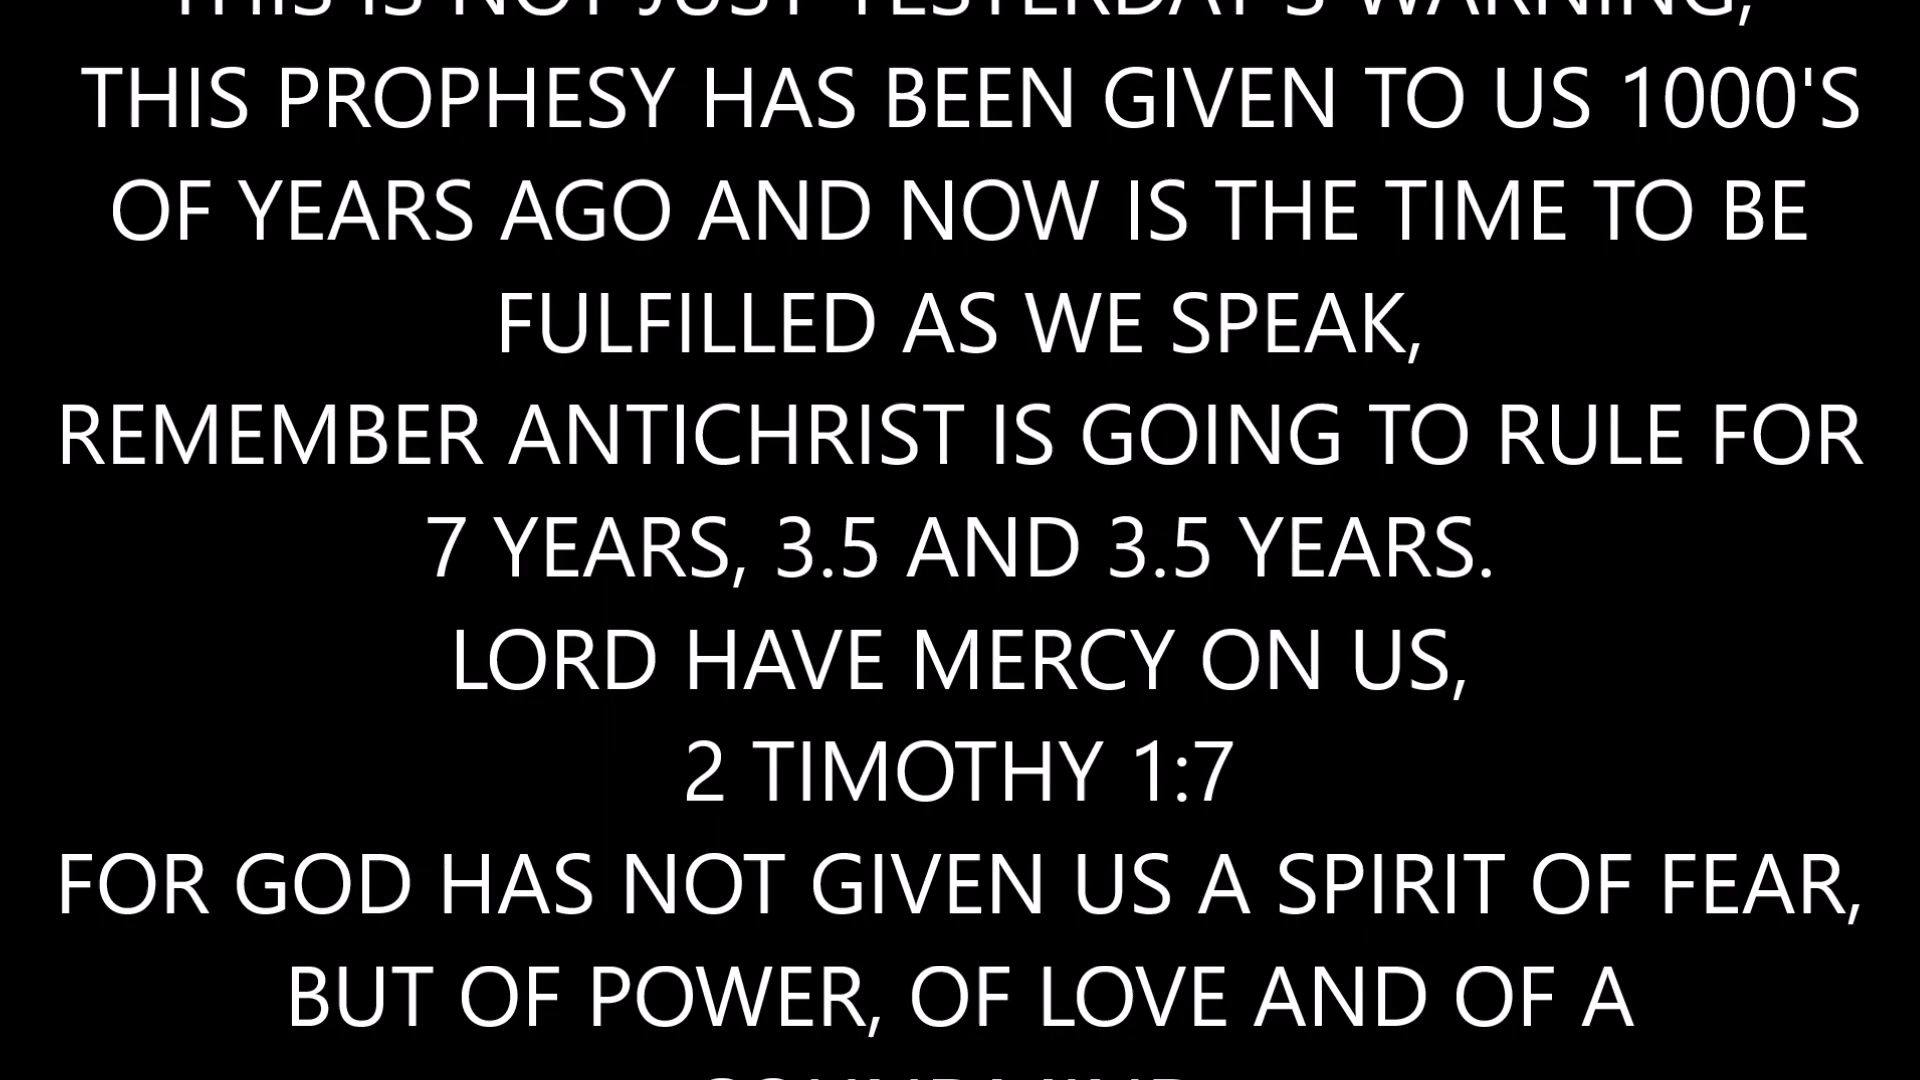 THIS IS NOT JUST YESTERDAY'S WARNING,
THIS PROPHESY HAS BEEN GIVEN TO US 1000'S
OF YEARS AGO AND NOW IS THE TIME TO BE
FULFILLED AS WE SPEAK,
REMEMBER ANTICHRIST IS GOING TO RULE FOR
7 YEARS, 3.5 AND 3.5 YEARS.
LORD HAVE MERCY ON US,
2 TIMOTHY 1:7
FOR GOD HAS NOT GIVEN US A SPIRIT OF FEAR,
BUT OF POWER, OF LOVE AND OF A